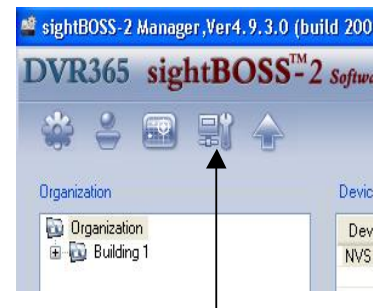 sightBOSS-2 Manager,Ver4.9.3.0 (build 200
DVR365 sightBOSS™-2 Softwa
Organization
Devic
Organization
Dev
Building 1
NVS